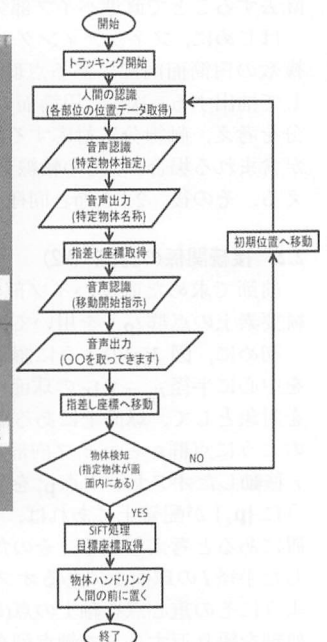 開始
トラッキング開始
人間の認識
(各部位の位置データ取得)
音声認識
(特定物体指定)
音声出力
(特定物体名称)
指差し座標取得
音声認識
(移動開始指示)
音声出力
(〇〇を取ってきます)
指差し座標へ移動
物体検知
(指定物体が画
面内にある)
NO
初期位置へ移動
YES
SIFT処理
目標座標取得
物体ハンドリング
人間の前に置く
終了